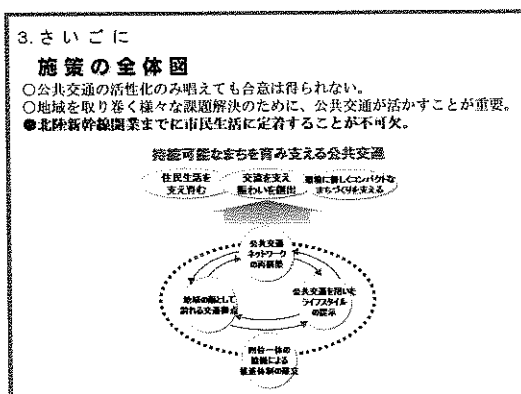 3.さいごに
施策の全体図
○公共交通の活性化のみ唱えても合意は得られない。
○地域を取り巻く様々な課題解決のために、公共交通が活かすことが重要。
●北陸新幹線開業までに市民生活に定着することが不可欠。
持続可能なまちを育み支える公共交通
住民生活を
支え育む
交流を支え
賑わいを創出
環境に優しくコンパクトな
まちづくりを支える
公共交通
ネットワーク
の再構築
地域の顔として
誇れる交通拠点
公共交通を用いた
ライフスタイル
の提示
四位一体の
組織による
推進体制の確立